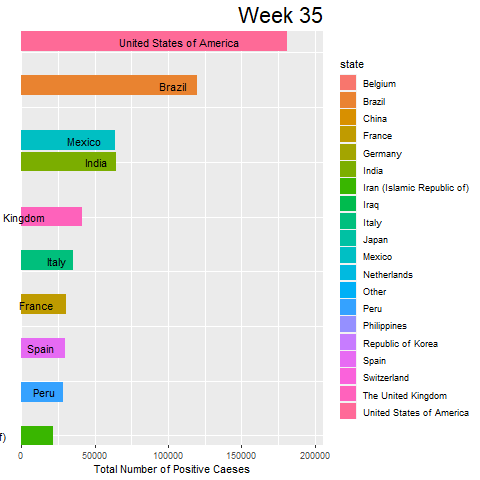 Week 35
United States of America
Brazil
Mexico
India
Kingdom
Italy
France
Spain
Peru
f)
0 50000 100000 150000 200000
Total Number of Positive Caeses
state
Belgium
Brazil
China
France
Germany
India
Iran (Islamic Republic of)
Iraq
Italy
Japan
Mexico
Netherlands
Other
Peru
Philippines
Republic of Korea
Spain
Switzerland
The United Kingdom
United States of America